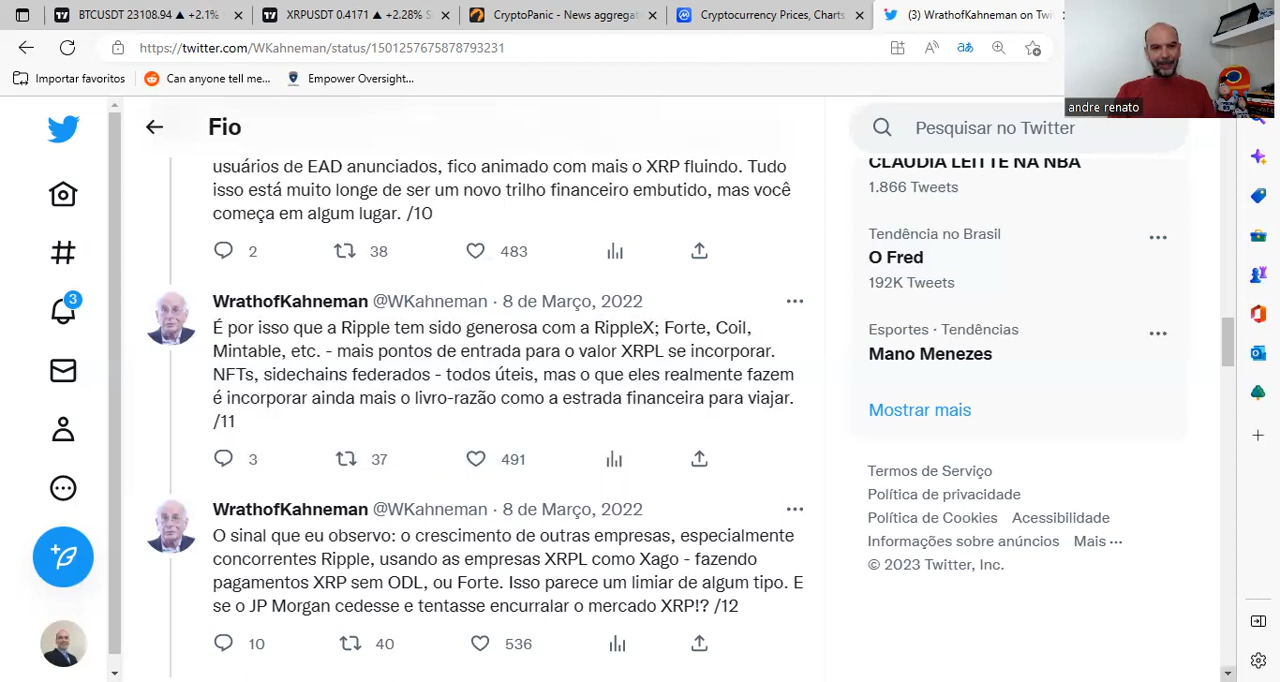 BTCUSDT 23108.94 ▲ +2.1%
XRPUSDT 0.4171 ▲ +2.28% S
CryptoPanic - News aggregat
Cryptocurrency Prices, Charts
(3) WrathofKahneman on Twi
https://twitter.com/WKahneman/status/1501257675878793231
Importar favoritos
Can anyone tell me...
Empower Oversight...
andre renato
Fio
Pesquisar no Twitter
usuários de EAD anunciados, fico animado com mais o XRP fluindo. Tudo
isso está muito longe de ser um novo trilho financeiro embutido, mas você
começa em algum lugar. /10
2 38 483
WrathofKahneman @WKahneman · 8 de Março, 2022
É por isso que a Ripple tem sido generosa com a RippleX; Forte, Coil,
Mintable, etc. - mais pontos de entrada para o valor XRPL se incorporar.
NFTs, sidechains federados - todos úteis, mas o que eles realmente fazem
é incorporar ainda mais o livro-razão como a estrada financeira para viajar.
/11
3 37 491
WrathofKahneman @WKahneman · 8 de Março, 2022
O sinal que eu observo: o crescimento de outras empresas, especialmente
concorrentes Ripple, usando as empresas XRPL como Xago - fazendo
pagamentos XRP sem ODL, ou Forte. Isso parece um limiar de algum tipo. E
se o JP Morgan cedesse e tentasse encurralar o mercado XRP!? /12
10 40 536
3
CLAUDIA LEITTE NA NBA
1.866 Tweets
Tendência no Brasil
O Fred
192K Tweets
Esportes · Tendências
Mano Menezes
Mostrar mais
Termos de Serviço
Política de privacidade
Política de Cookies Acessibilidade
Informações sobre anúncios Mais ···
© 2023 Twitter, Inc.